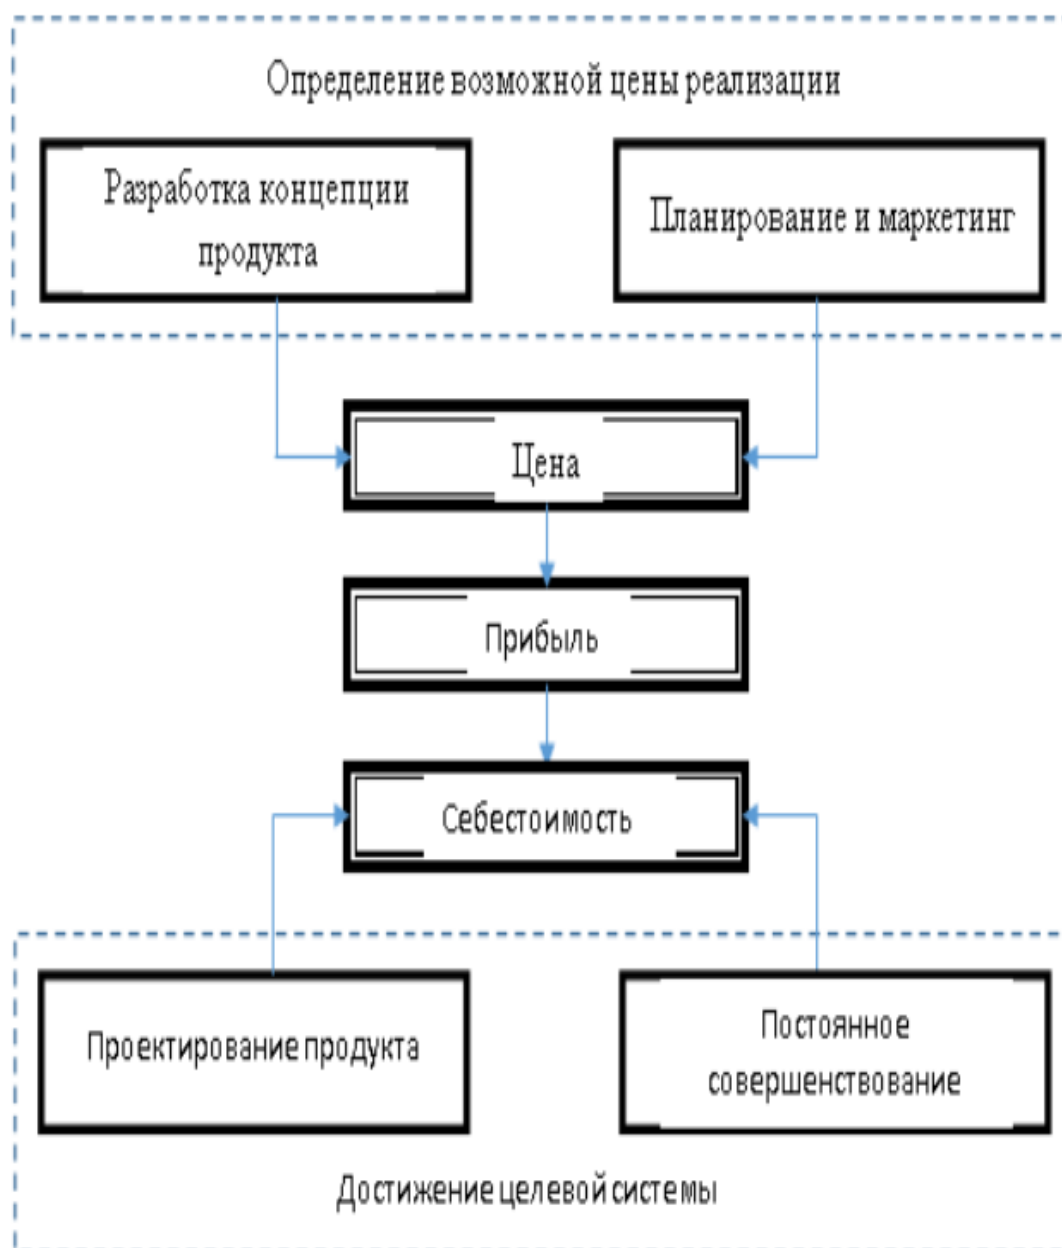 Определение возможной цены реализации
Разработка концепции
продукта
Планирование и маркетинг
Цена
Прибыль
Себестоимость
Проектирование продукта
Постоянное
совершенствование
Достижение целевой системы